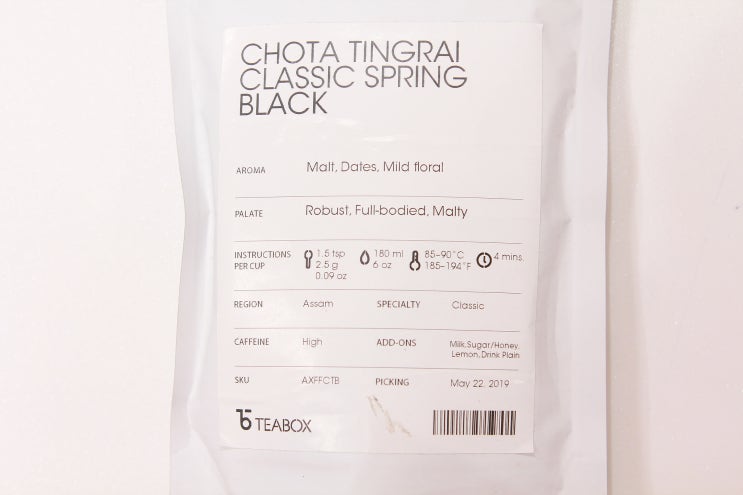 CHOTA TINGRAI
CLASSIC SPRING
BLACK
AROMA Malt, Dates, Mild floral
PALATE Robust, Full-bodied, Malty
INSTRUCTIONS 1.5 tsp 180 ml 85-90°C 4 mins.
PER CUP 2.5 g 6 oz 185-194°F
0.09 oz
REGION Assam SPECIALTY Classic
CAFFEINE High ADD-ONS Milk,Sugar/Honey,
Lemon,Drink Plain
SKU AXFFCTB PICKING May 22, 2019
TEABOX